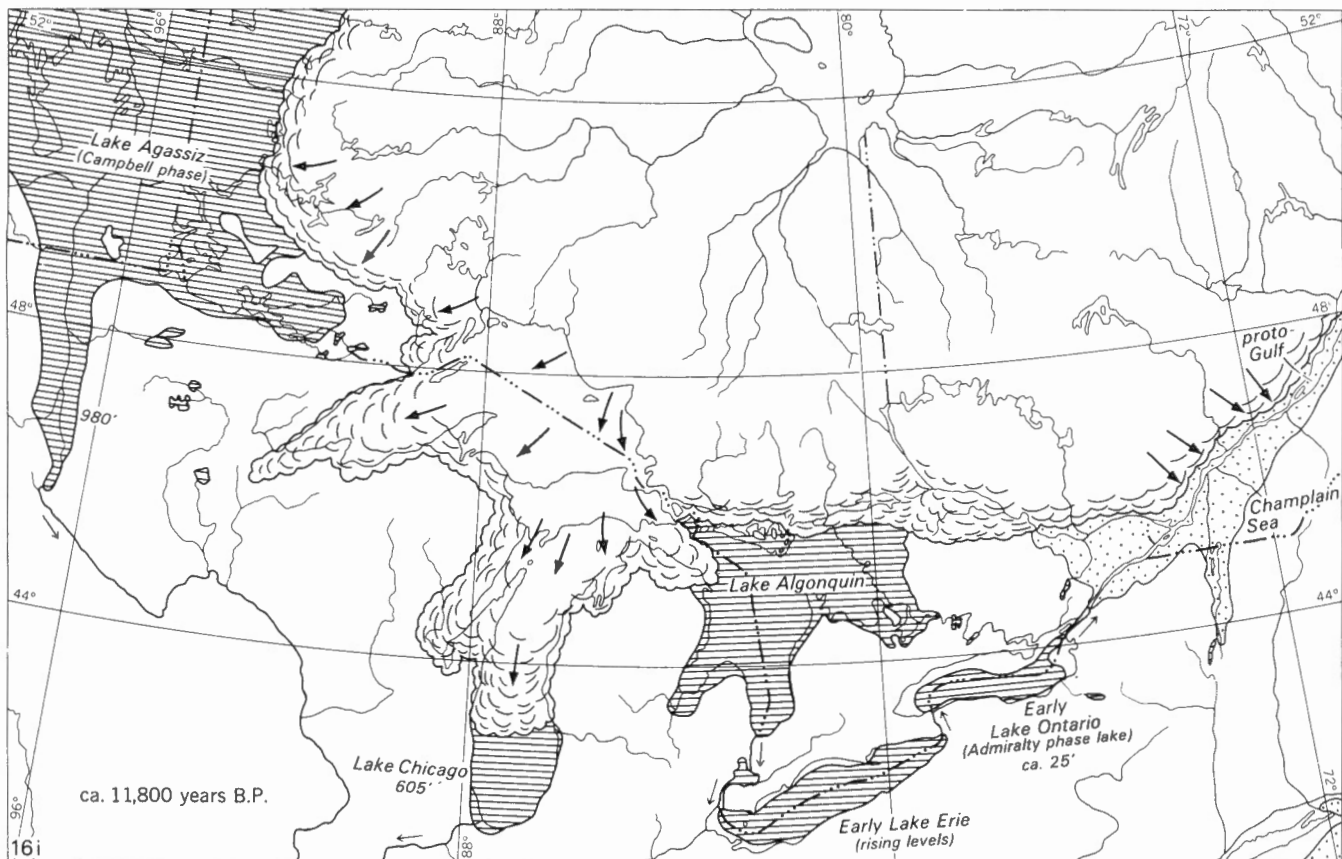 52°
96°
88°
80°
72°
52°
Lake Agassiz
(Campbell phase)
48°
48°
proto-
Gulf
980'
Champlain
Sea
Lake Algonquin
44°
44°
Early
Lake Ontario
(Admiralty phase lake)
ca. 25'
Lake Chicago
605'
ca. 11,800 years B.P.
Early Lake Erie
(rising levels)
96°
88°
72°
16i